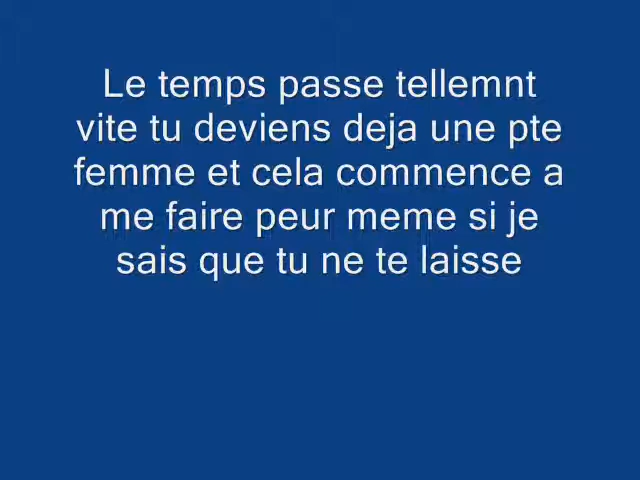 Le temps passe tellemnt
vite tu deviens deja une pte
femme et cela commence a
me faire peur meme si je
sais que tu ne te laisse